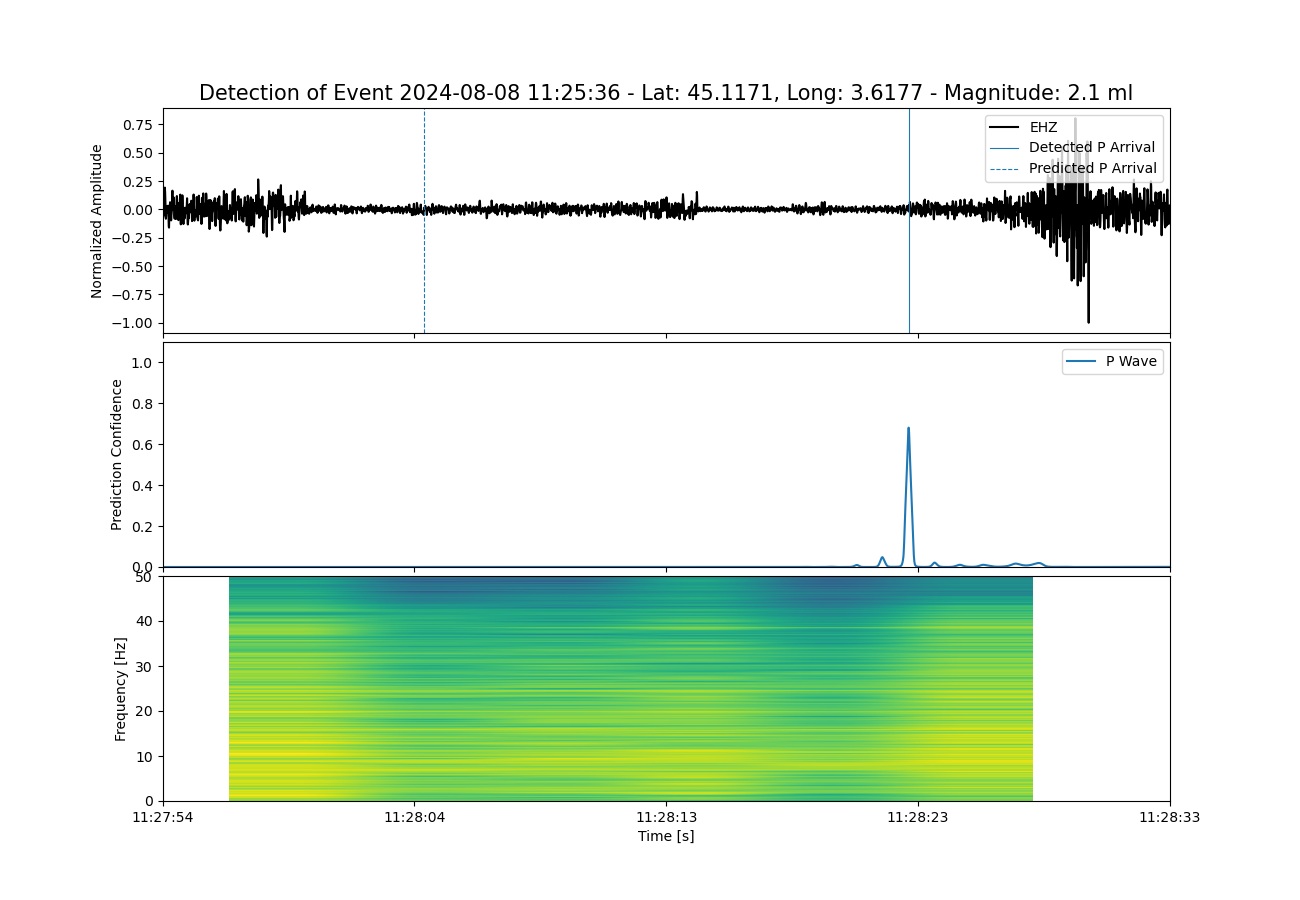 Detection of Event 2024-08-08 11:25:36 - Lat: 45.1171, Long: 3.6177 - Magnitude: 2.1 ml
Normalized Amplitude
0.75
0.50
0.25
0.00
−0.25
−0.50
−0.75
−1.00
EHZ
Detected P Arrival
Predicted P Arrival
Prediction Confidence
1.0
0.8
0.6
0.4
0.2
0.0
P Wave
Frequency [Hz]
50
40
30
20
10
0
11:27:54
11:28:04
11:28:13
11:28:23
11:28:33
Time [s]